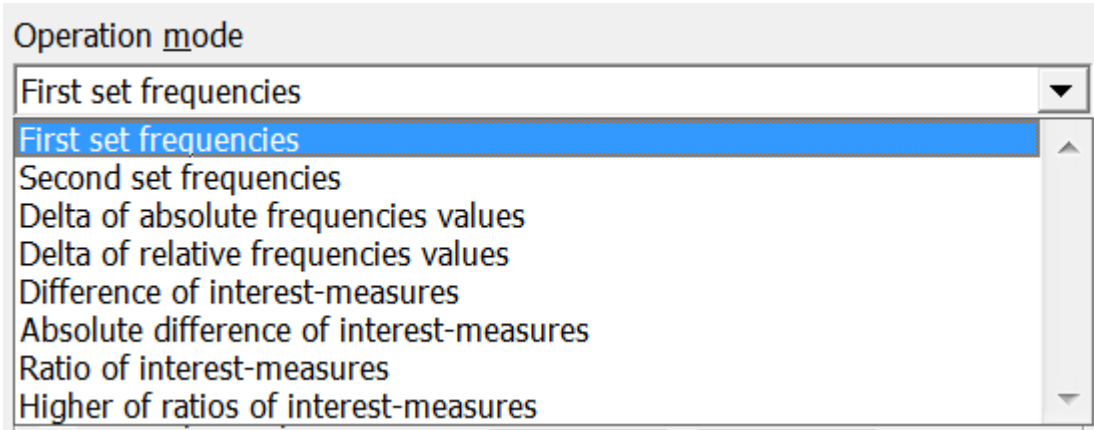 Operation mode
First set frequencies
First set frequencies
Second set frequencies
Delta of absolute frequencies values
Delta of relative frequencies values
Difference of interest-measures
Absolute difference of interest-measures
Ratio of interest-measures
Higher of ratios of interest-measures